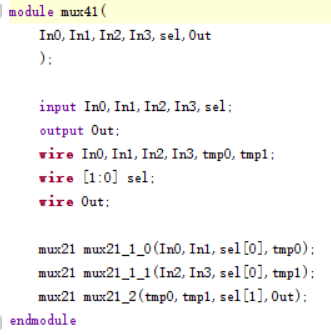 module mux41(
In0, In1, In2, In3, sel, Out
);
input In0, In1, In2, In3, sel;
output Out;
wire In0, In1, In2, In3, tmp0, tmp1;
wire [1:0] sel;
wire Out;
mux21 mux21_1_0(In0, In1, sel[0], tmp0);
mux21 mux21_1_1(In2, In3, sel[0], tmp1);
mux21 mux21_2(tmp0, tmp1, sel[1], Out);
endmodule